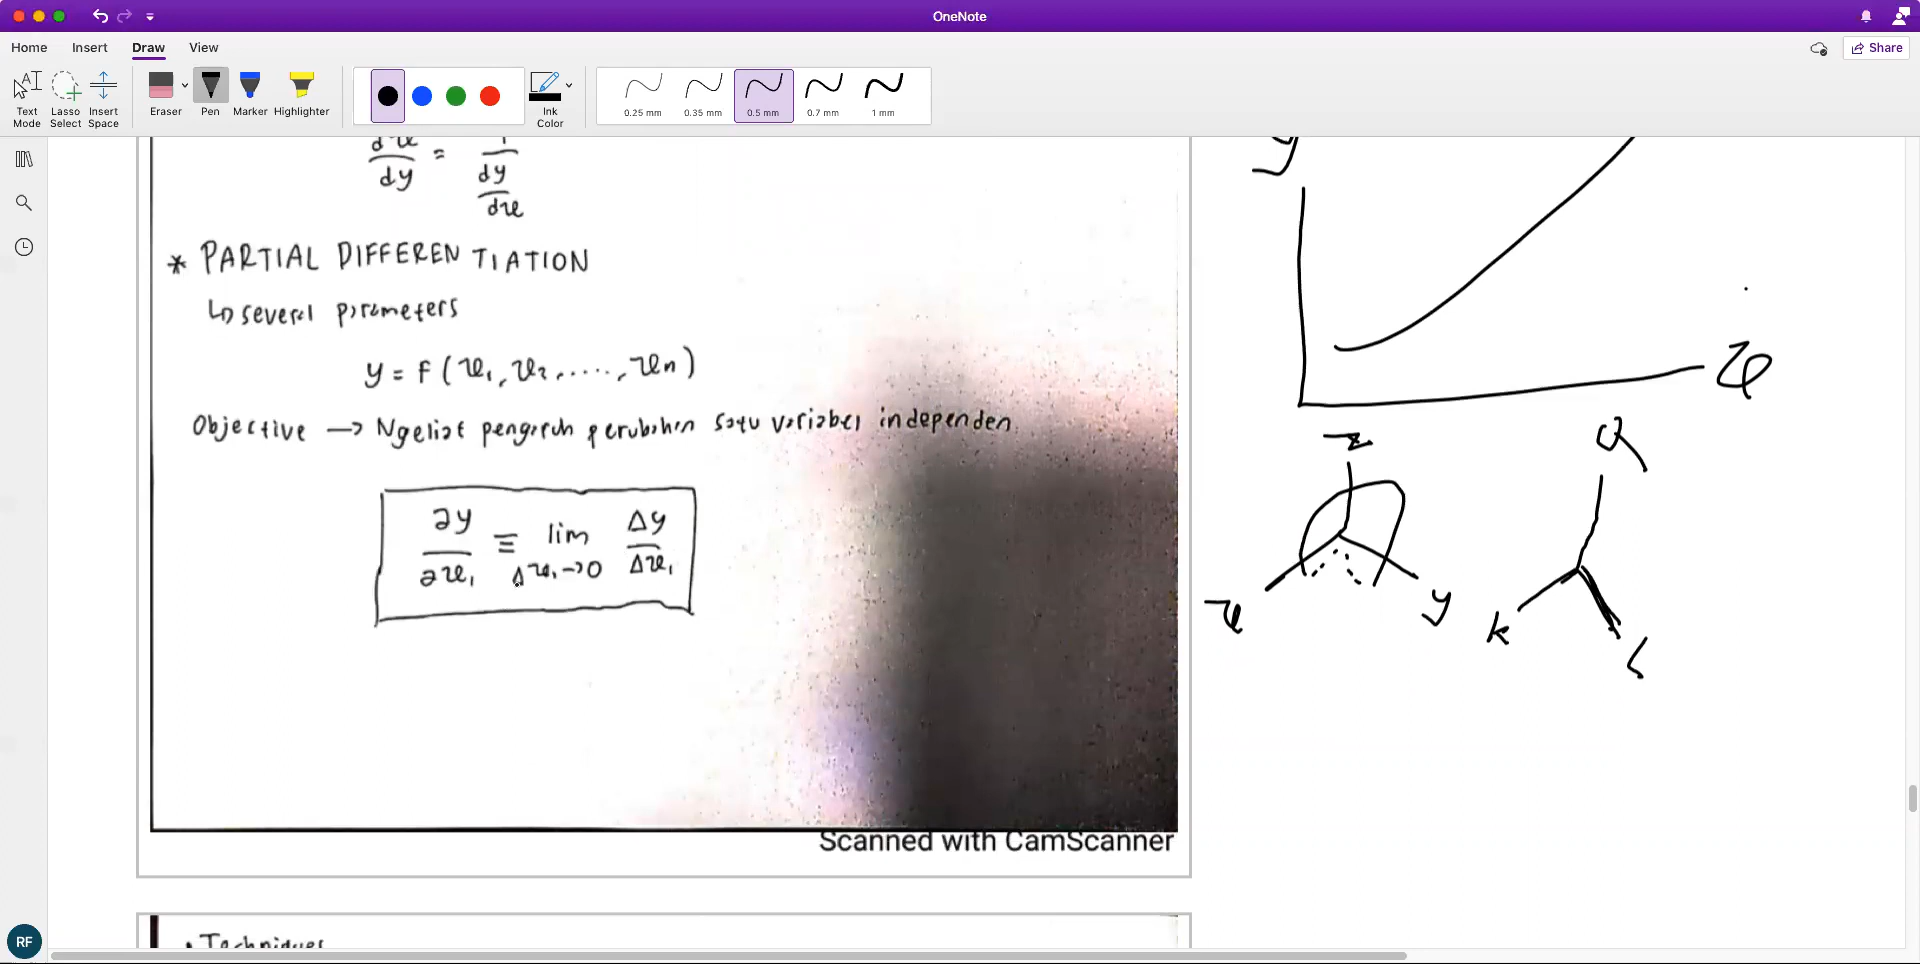 OneNote
Home Insert Draw View
Share
Text Mode
Lasso Select
Insert Space
Eraser
Pen
Marker
Highlighter
Ink Color
0.25 mm
0.35 mm
0.5 mm
0.7 mm
1 mm
dx/dy = 1/(dy/dx)
* PARTIAL DIFFERENTIATION
↳ several parameters
y = F (x₁, x₂, ....., xn)
Objective → Ngeliat pengaruh perubahan satu variabel independen
∂y/∂x₁ ≡ lim Δx₁→0 Δy/Δx₁
Scanned with CamScanner
• Techniques
y
x
z
x
y
Q
K
L
RF